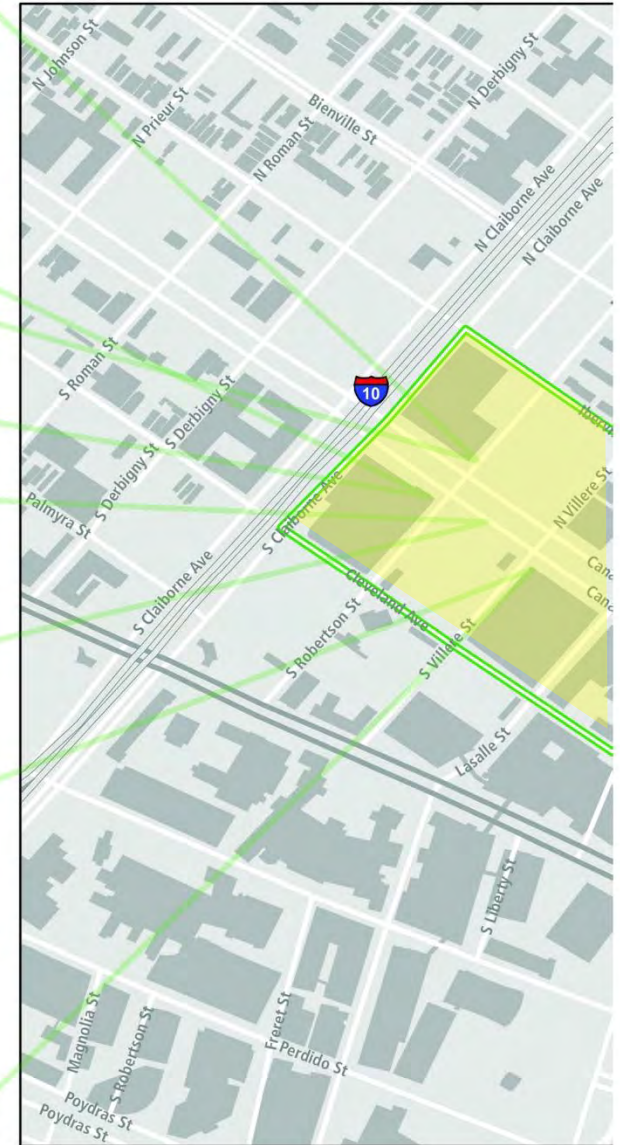 N Johnson St
N Prieur St
N Roman St
Bienville St
N Derbigny St
N Claiborne Ave
N Claiborne Ave
S Roman St
S Derbigny St
S Derbigny St
10
S Claiborne Ave
N Villere St
Palmyra St
S Claiborne Ave
Cleveland Ave
S Robertson St
S Villere St
Lasalle St
S Liberty St
Magnolia St
S Robertson St
Freret St
Perdido St
Poydras St
Poydras St